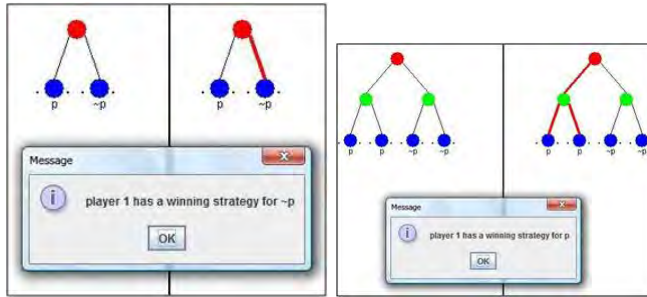 p ~p p ~p
Message
player 1 has a winning strategy for ~p
OK
p p ~p ~p p p ~p ~p
Message
player 1 has a winning strategy for p
OK